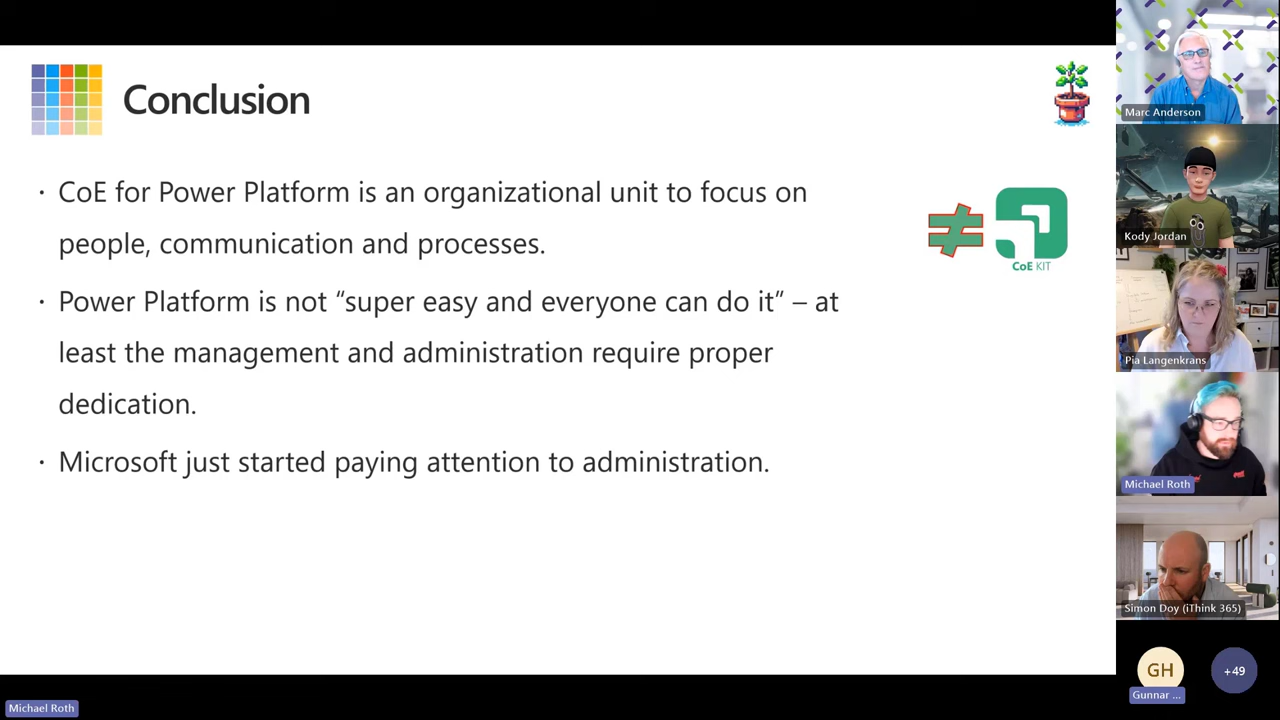 Conclusion
· CoE for Power Platform is an organizational unit to focus on
people, communication and processes.
· Power Platform is not “super easy and everyone can do it” – at
least the management and administration require proper
dedication.
· Microsoft just started paying attention to administration.
≠
CoE KIT
Marc Anderson
Kody Jordan
Pia Langenkrans
Michael Roth
Simon Doy (iThink 365)
GH
+49
Gunnar ...
Michael Roth